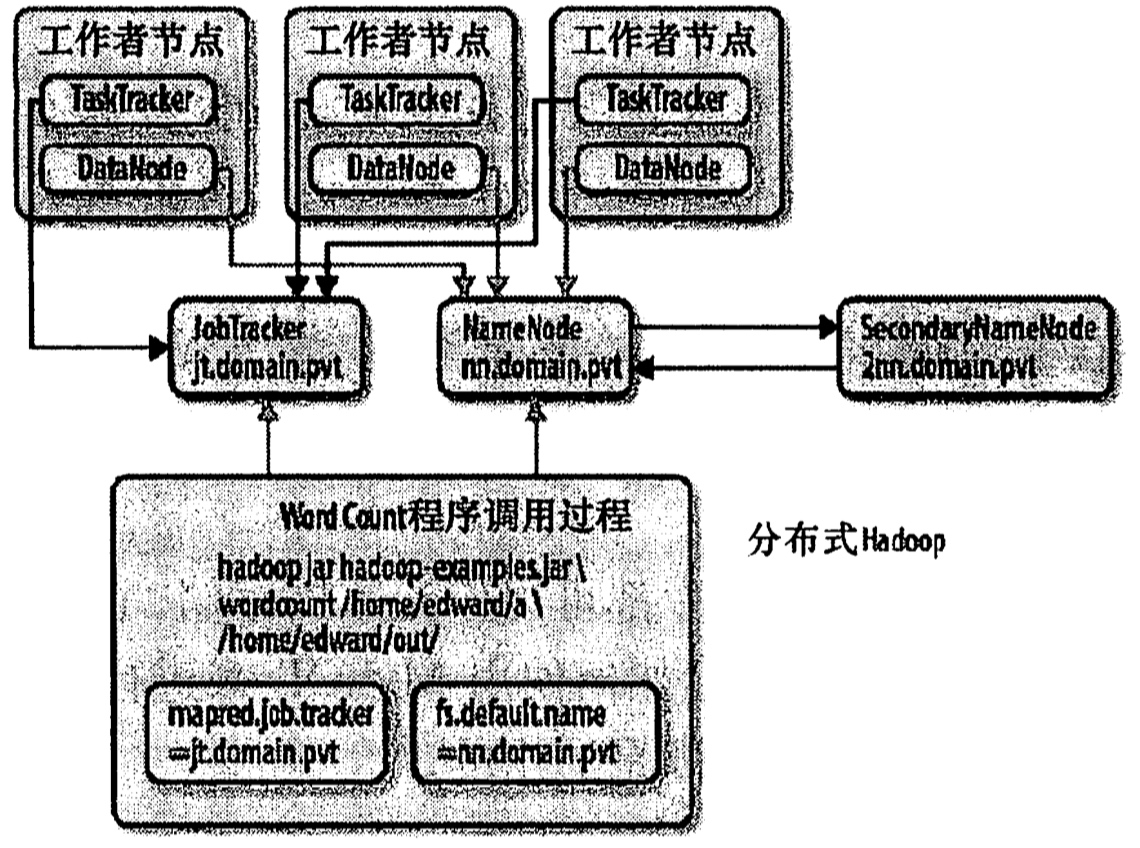 工作者节点
TaskTracker
DataNode
工作者节点
TaskTracker
DataNode
工作者节点
TaskTracker
DataNode
JobTracker
jt.domain.pvt
NameNode
nn.domain.pvt
SecondaryNameNode
2nn.domain.pvt
Word Count程序调用过程
hadoop jar hadoop-examples.jar \
wordcount /home/edward/a \
/home/edward/out/
mapred.job.tracker
=jt.domain.pvt
fs.default.name
=nn.domain.pvt
分布式Hadoop